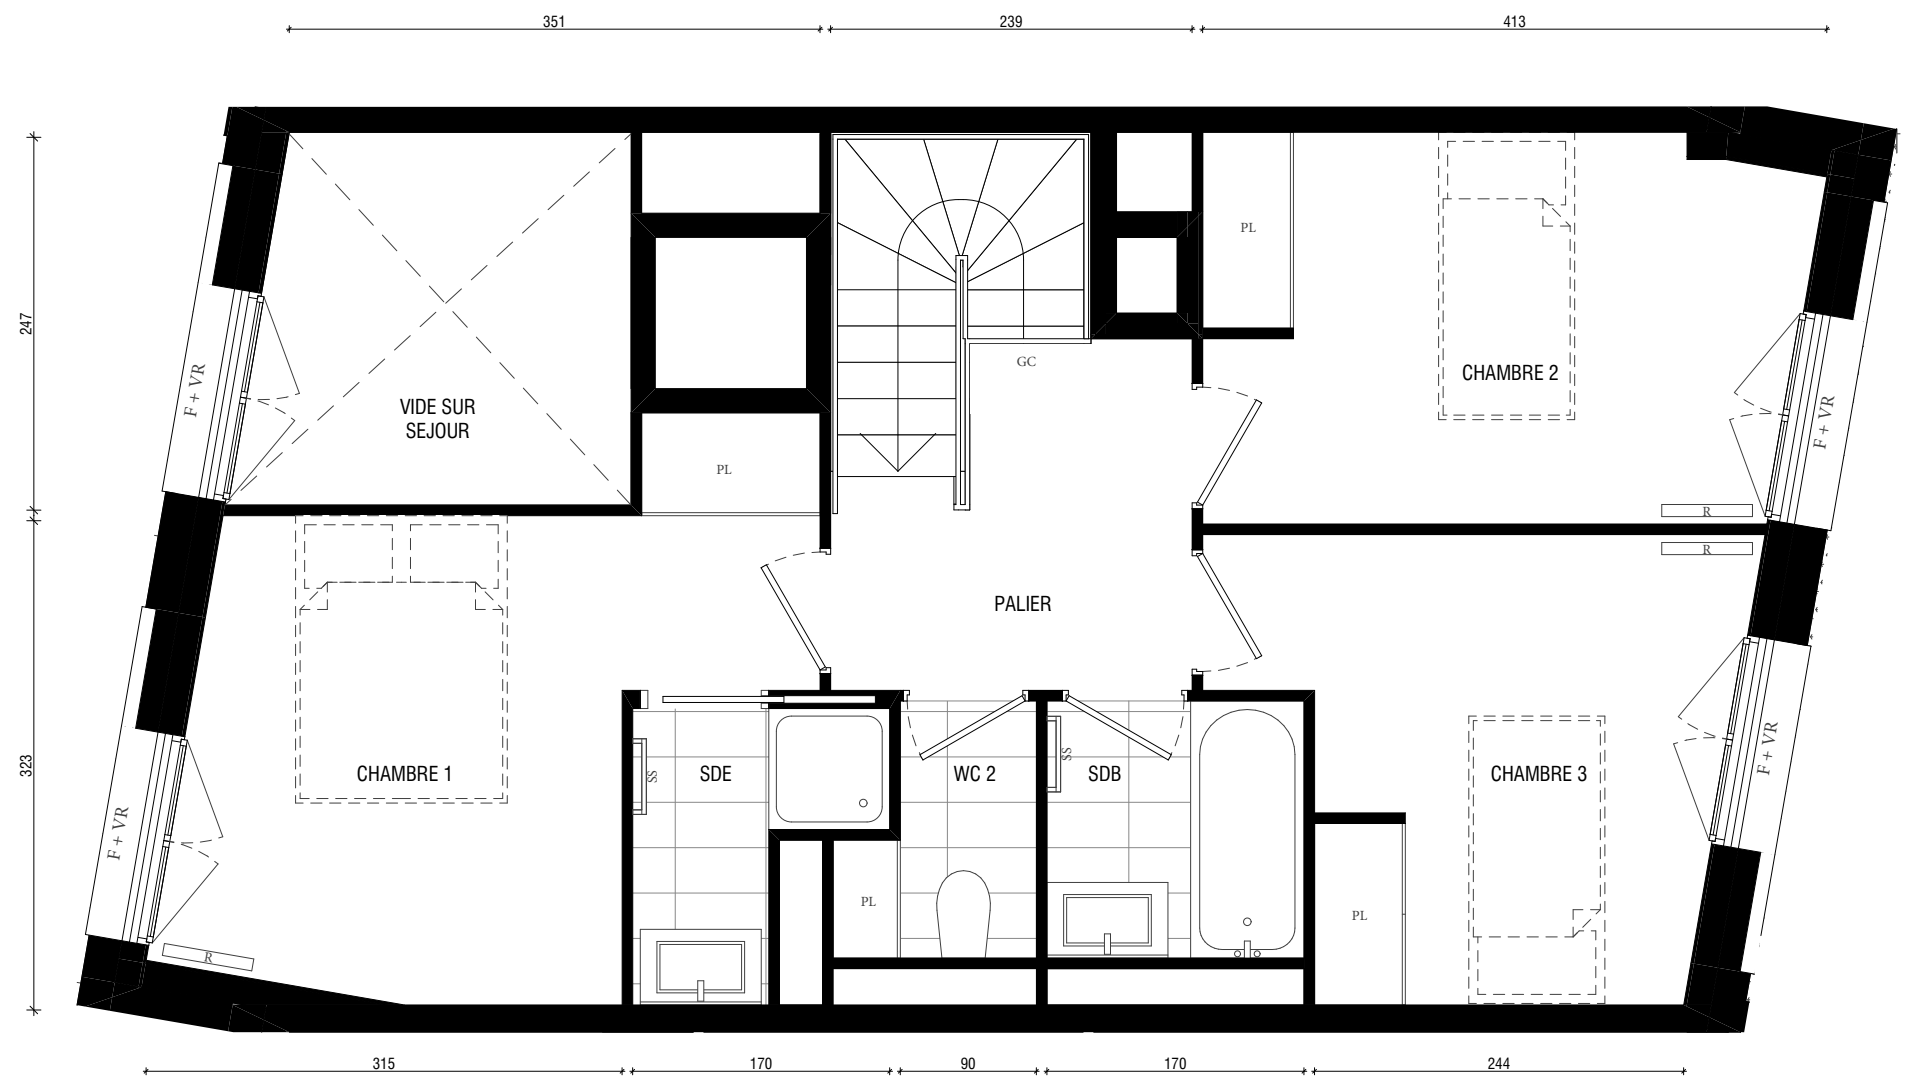 351
239
413
247
323
F + VR
VIDE SUR
SEJOUR
PL
GC
PL
CHAMBRE 2
F + VR
R
R
PALIER
F + VR
CHAMBRE 1
R
SS
SDE
PL
WC 2
SS
SDB
CHAMBRE 3
PL
F + VR
315
170
90
170
244